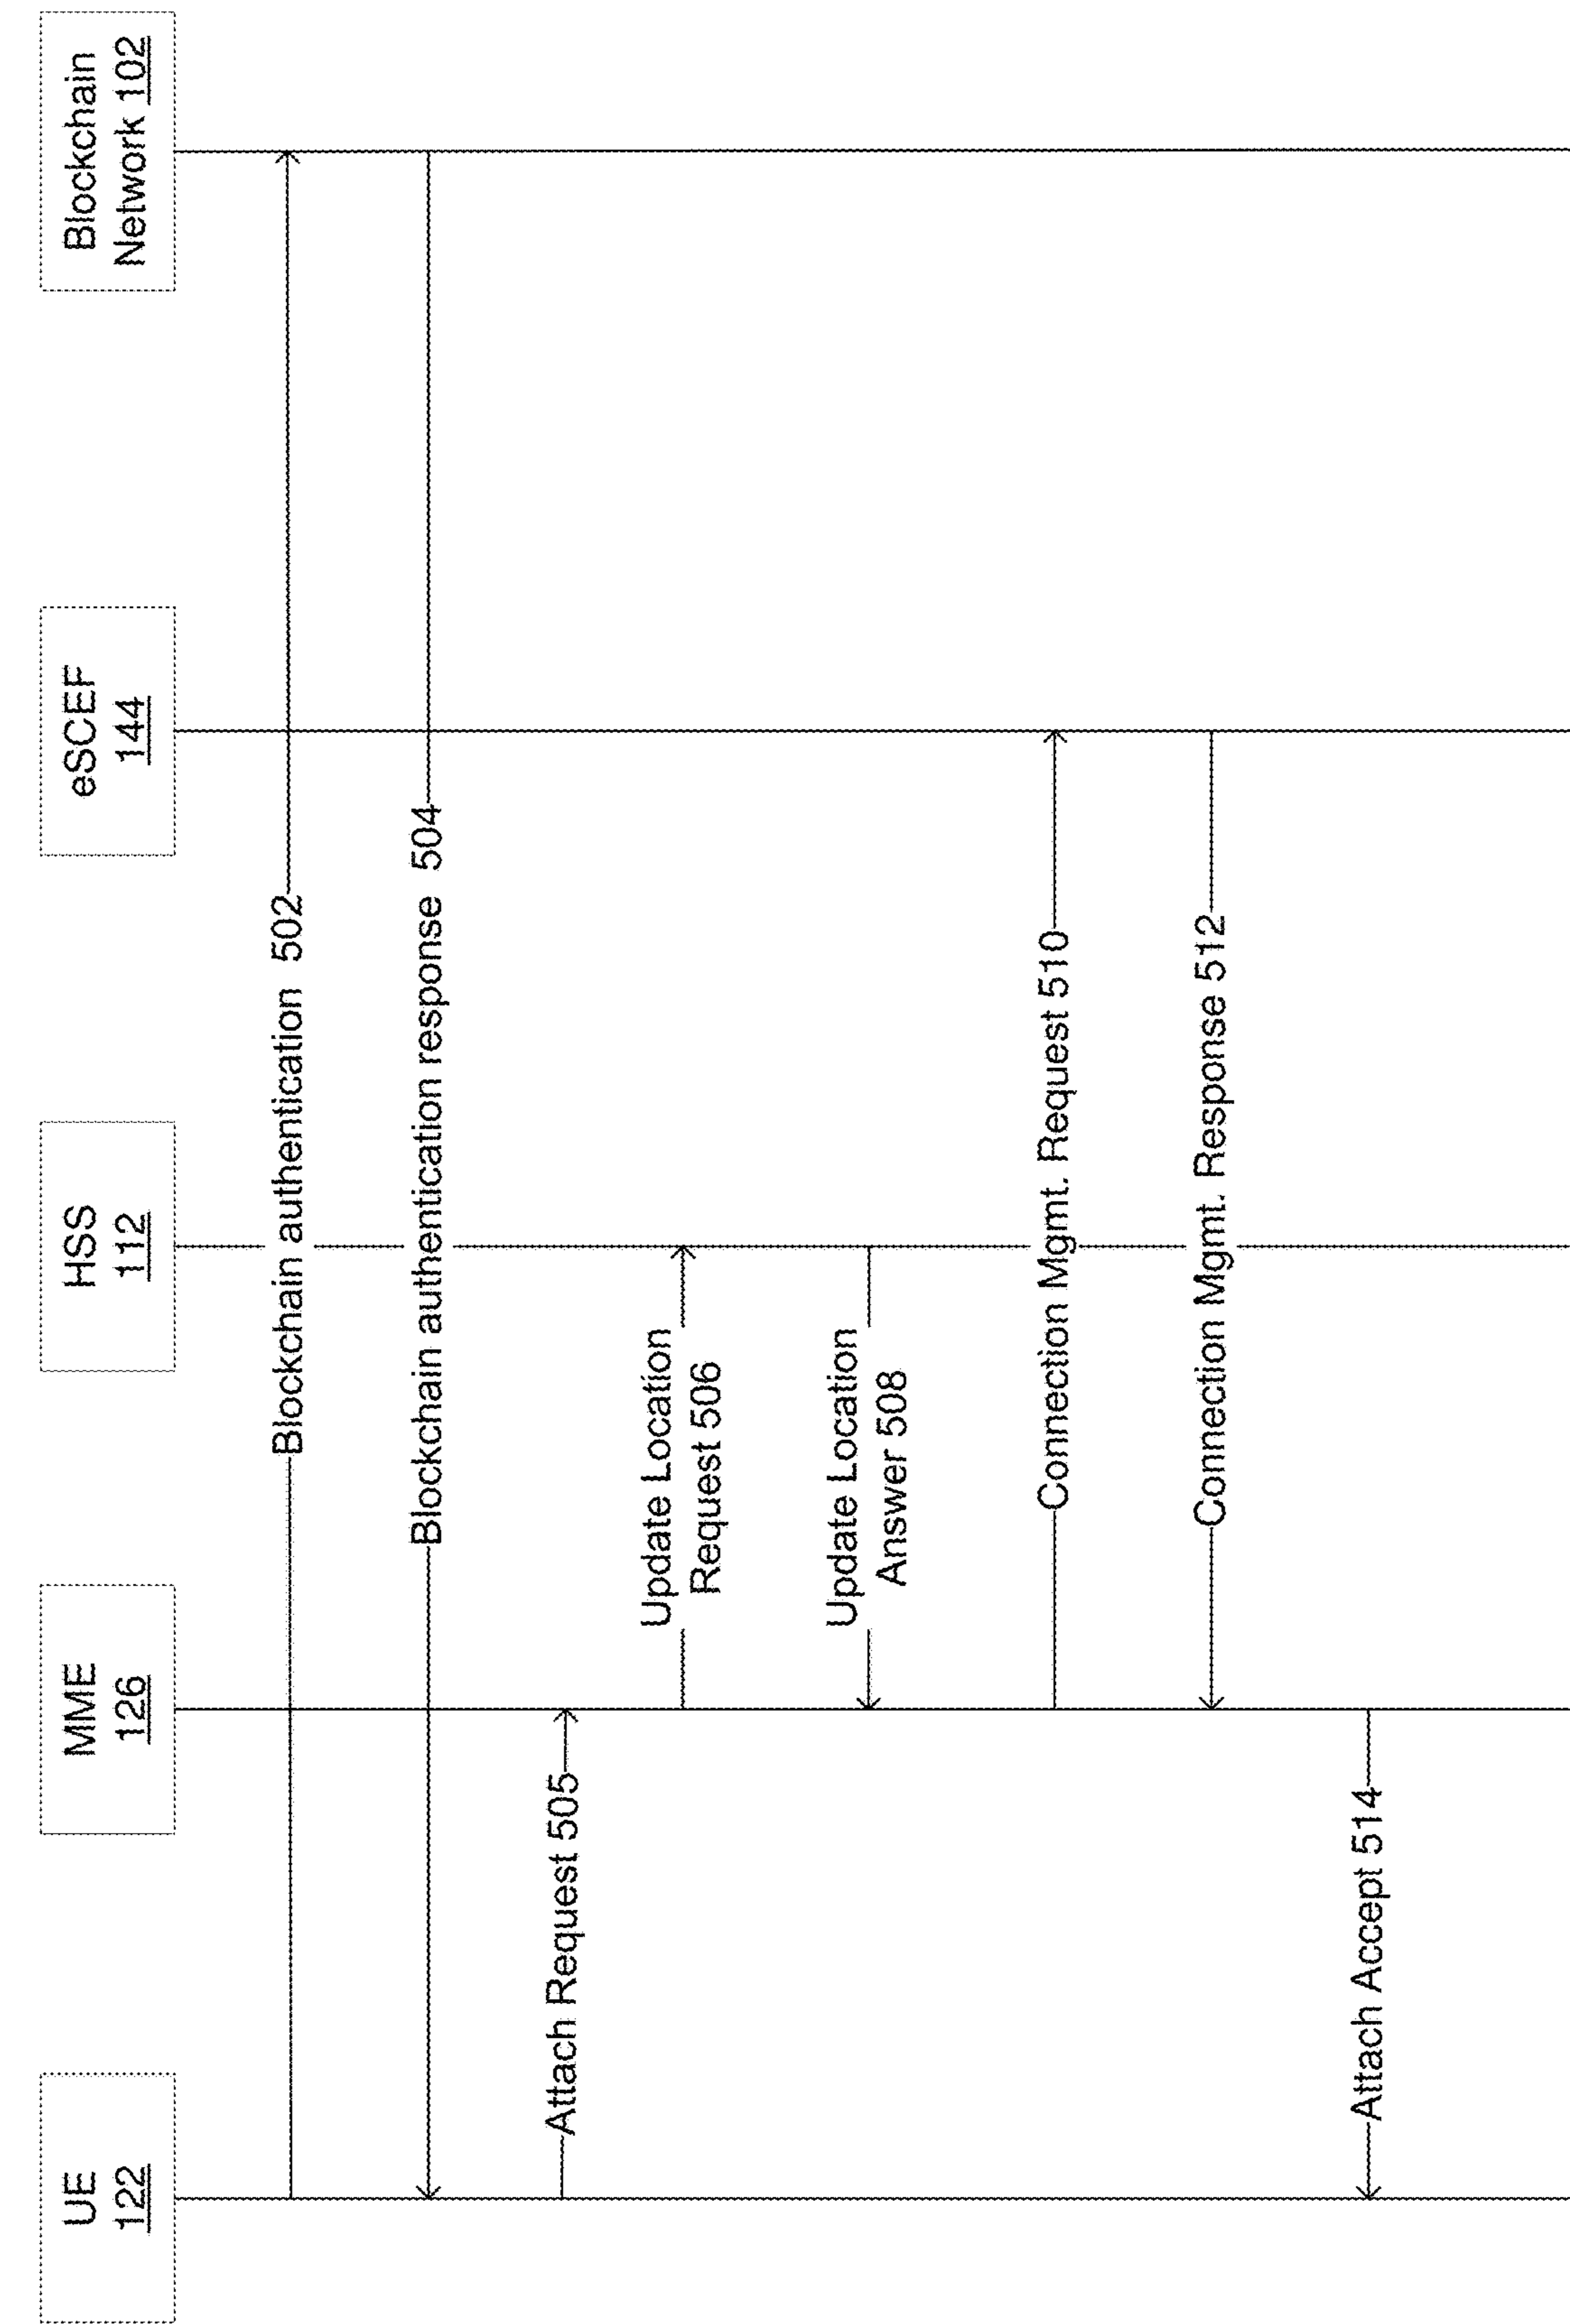 UE
122
MME
126
HSS
112
eSCEF
144
Blockchain
Network 102
Blockchain authentication 502
Blockchain authentication response 504
Attach Request 505
Update Location
Request 506
Update Location
Answer 508
Connection Mgmt. Request 510
Connection Mgmt. Response 512
Attach Accept 514